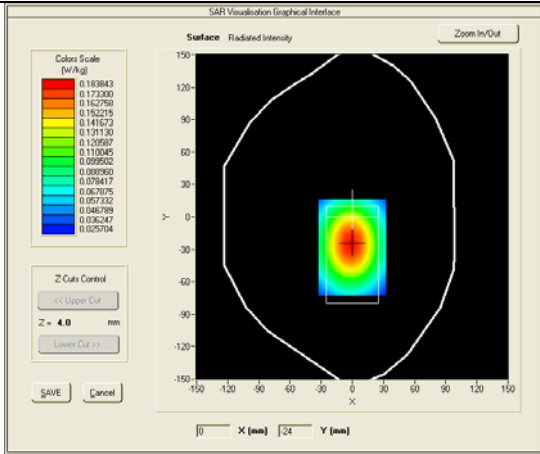 SAR Visualisation Graphical Interface
Surface Radiated Intensity
Zoom In/Out
Colors Scale
(W/kg)
0.183843
0.173300
0.162758
0.152215
0.141673
0.131130
0.120587
0.110045
0.099502
0.088960
0.078417
0.067875
0.057332
0.046789
0.036247
0.025704
Z Cuts Control
<< Upper Cut
Z = 4.0 mm
Lower Cut >>
SAVE Cancel
150-
120-
90-
60-
30-
0-
-30-
-60-
-90-
-120-
-150-
Y
-150 -120 -90 -60 -30 0 30 60 90 120 150
X
0 X (mm) -24 Y (mm)